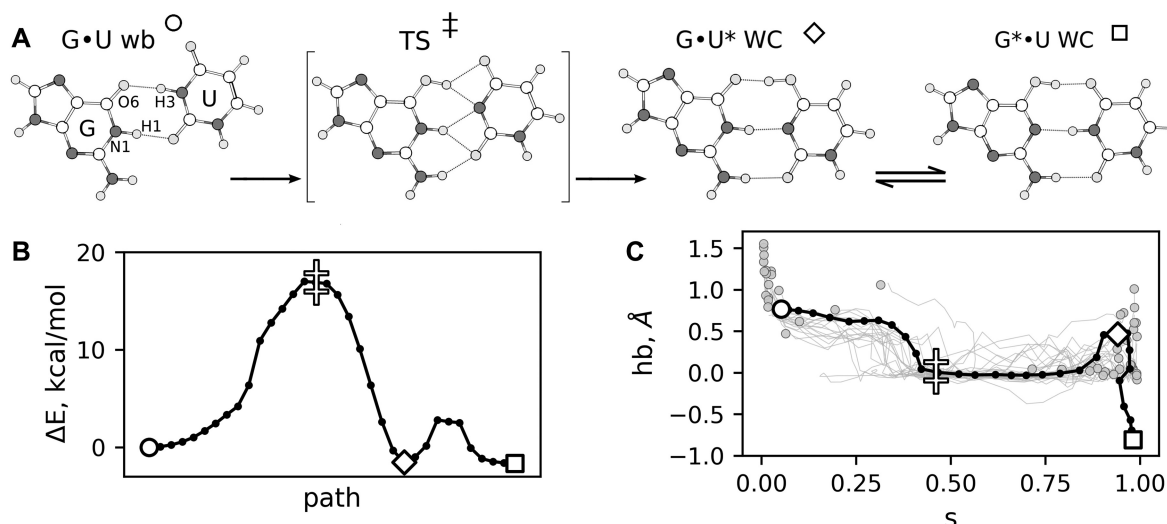 A
G•U wb
TS ‡
G•U* WC
G*•U WC
O6
H3
U
G
H1
N1
B
20
10
0
ΔE, kcal/mol
path
C
1.5
1.0
0.5
0.0
−0.5
−1.0
hb, Å
0.00 0.25 0.50 0.75 1.00
s